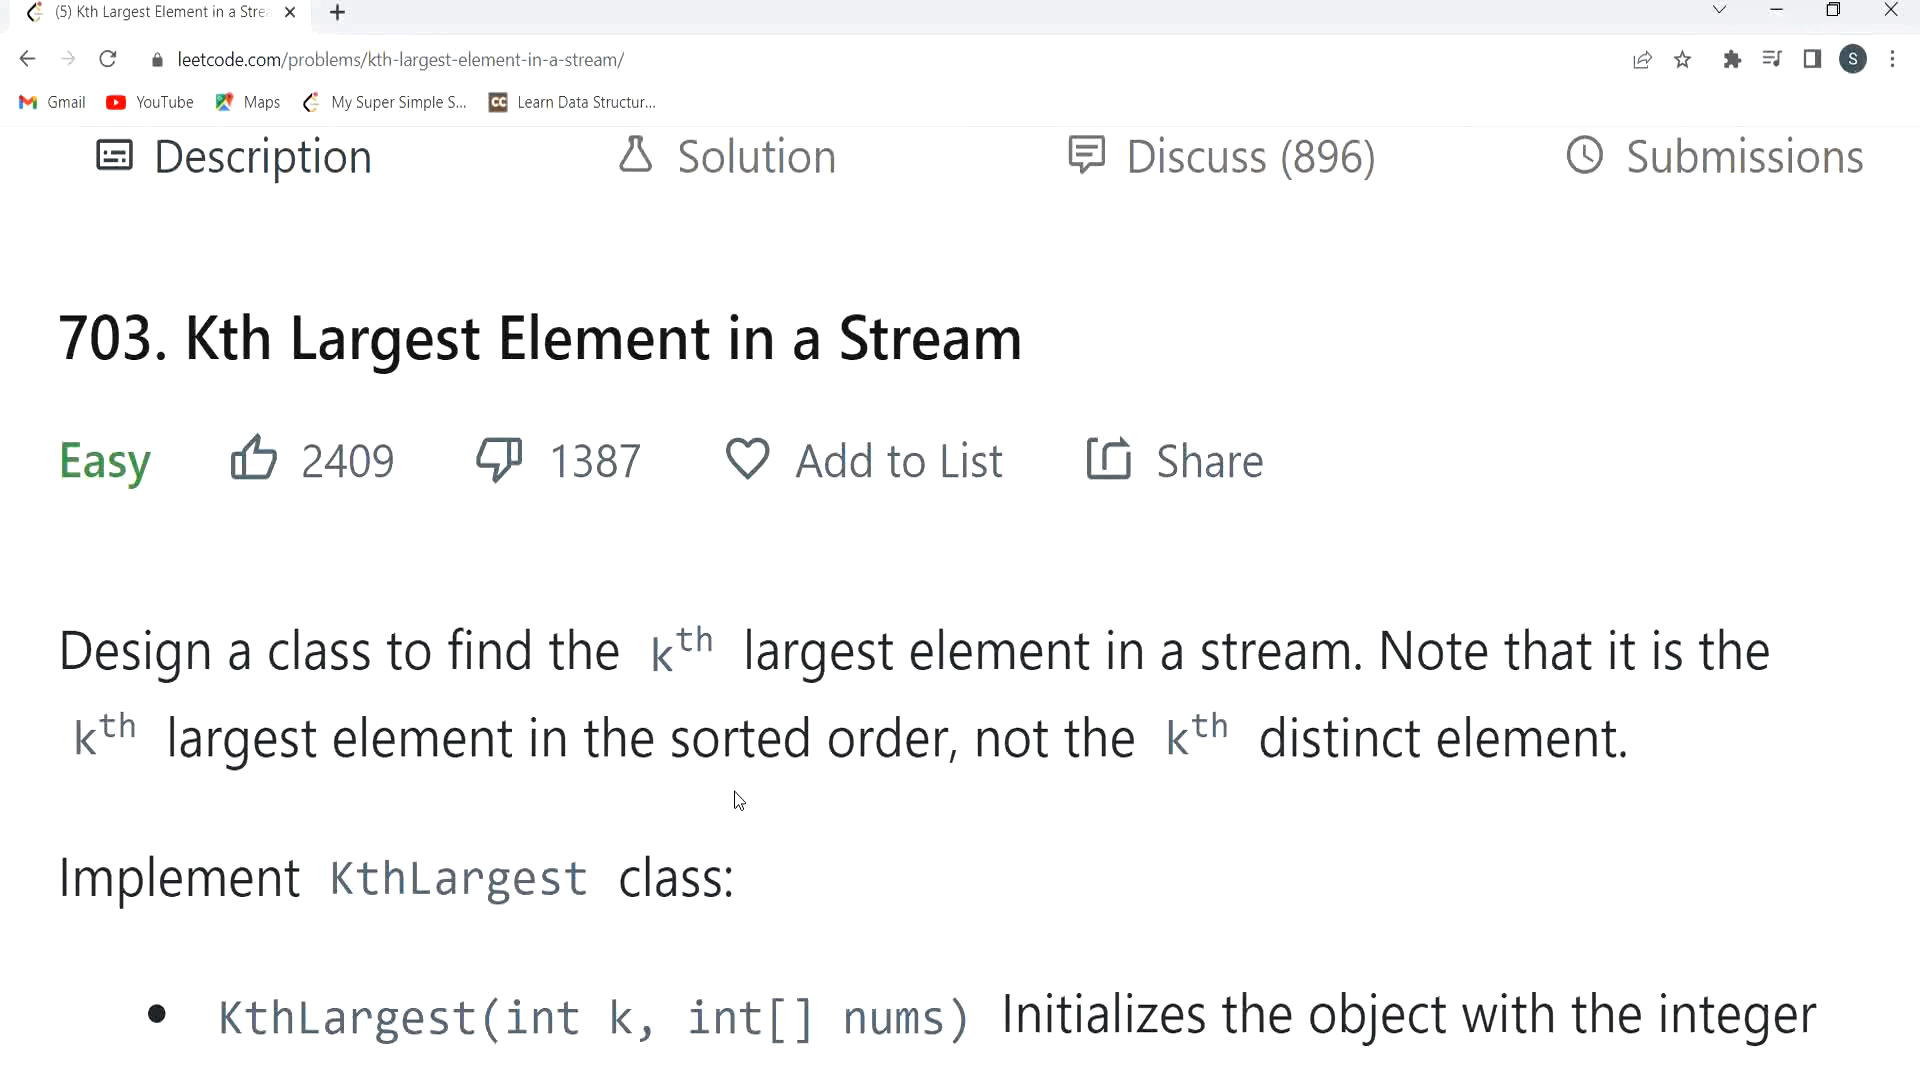 (5) Kth Largest Element in a Strea
leetcode.com/problems/kth-largest-element-in-a-stream/
S
Gmail YouTube Maps My Super Simple S... CC Learn Data Structur...
Description Solution Discuss (896) Submissions
703. Kth Largest Element in a Stream
Easy 2409 1387 Add to List Share
Design a class to find the kth largest element in a stream. Note that it is the
kth largest element in the sorted order, not the kth distinct element.
Implement KthLargest class:
• KthLargest(int k, int[] nums) Initializes the object with the integer